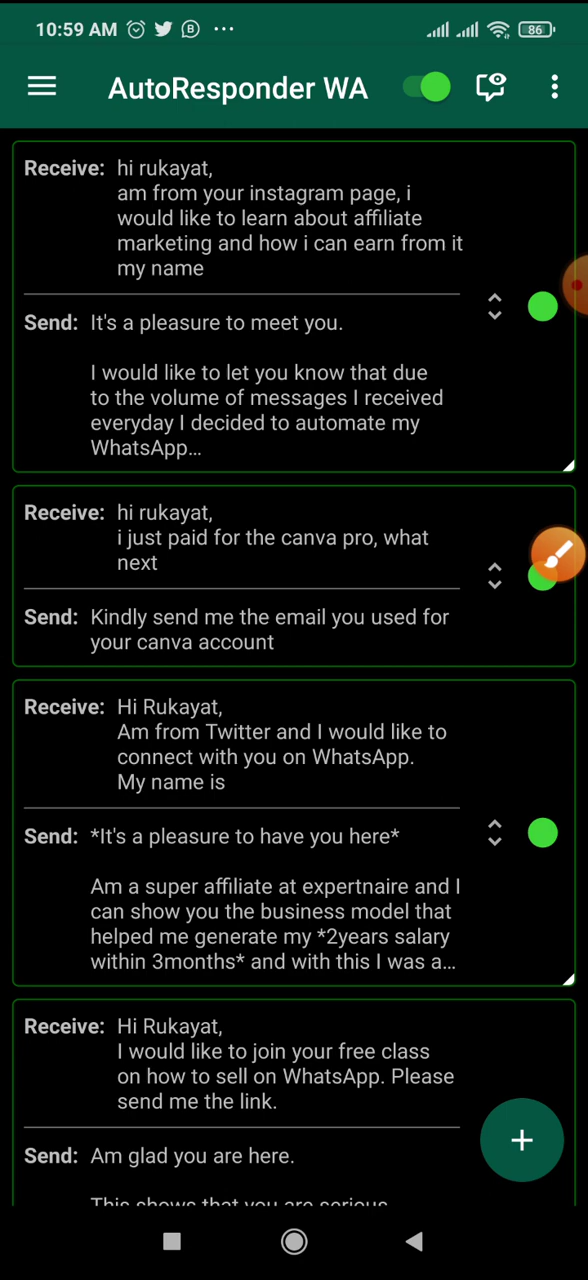 10:59 AM B ...
86
AutoResponder WA
Receive: hi rukayat,
am from your instagram page, i
would like to learn about affiliate
marketing and how i can earn from it
my name
Send: It's a pleasure to meet you.
I would like to let you know that due
to the volume of messages I received
everyday I decided to automate my
WhatsApp...
Receive: hi rukayat,
i just paid for the canva pro, what
next
Send: Kindly send me the email you used for
your canva account
Receive: Hi Rukayat,
Am from Twitter and I would like to
connect with you on WhatsApp.
My name is
Send: *It's a pleasure to have you here*
Am a super affiliate at expertnaire and I
can show you the business model that
helped me generate my *2years salary
within 3months* and with this I was a...
Receive: Hi Rukayat,
I would like to join your free class
on how to sell on WhatsApp. Please
send me the link.
Send: Am glad you are here.
This shows that you are serious